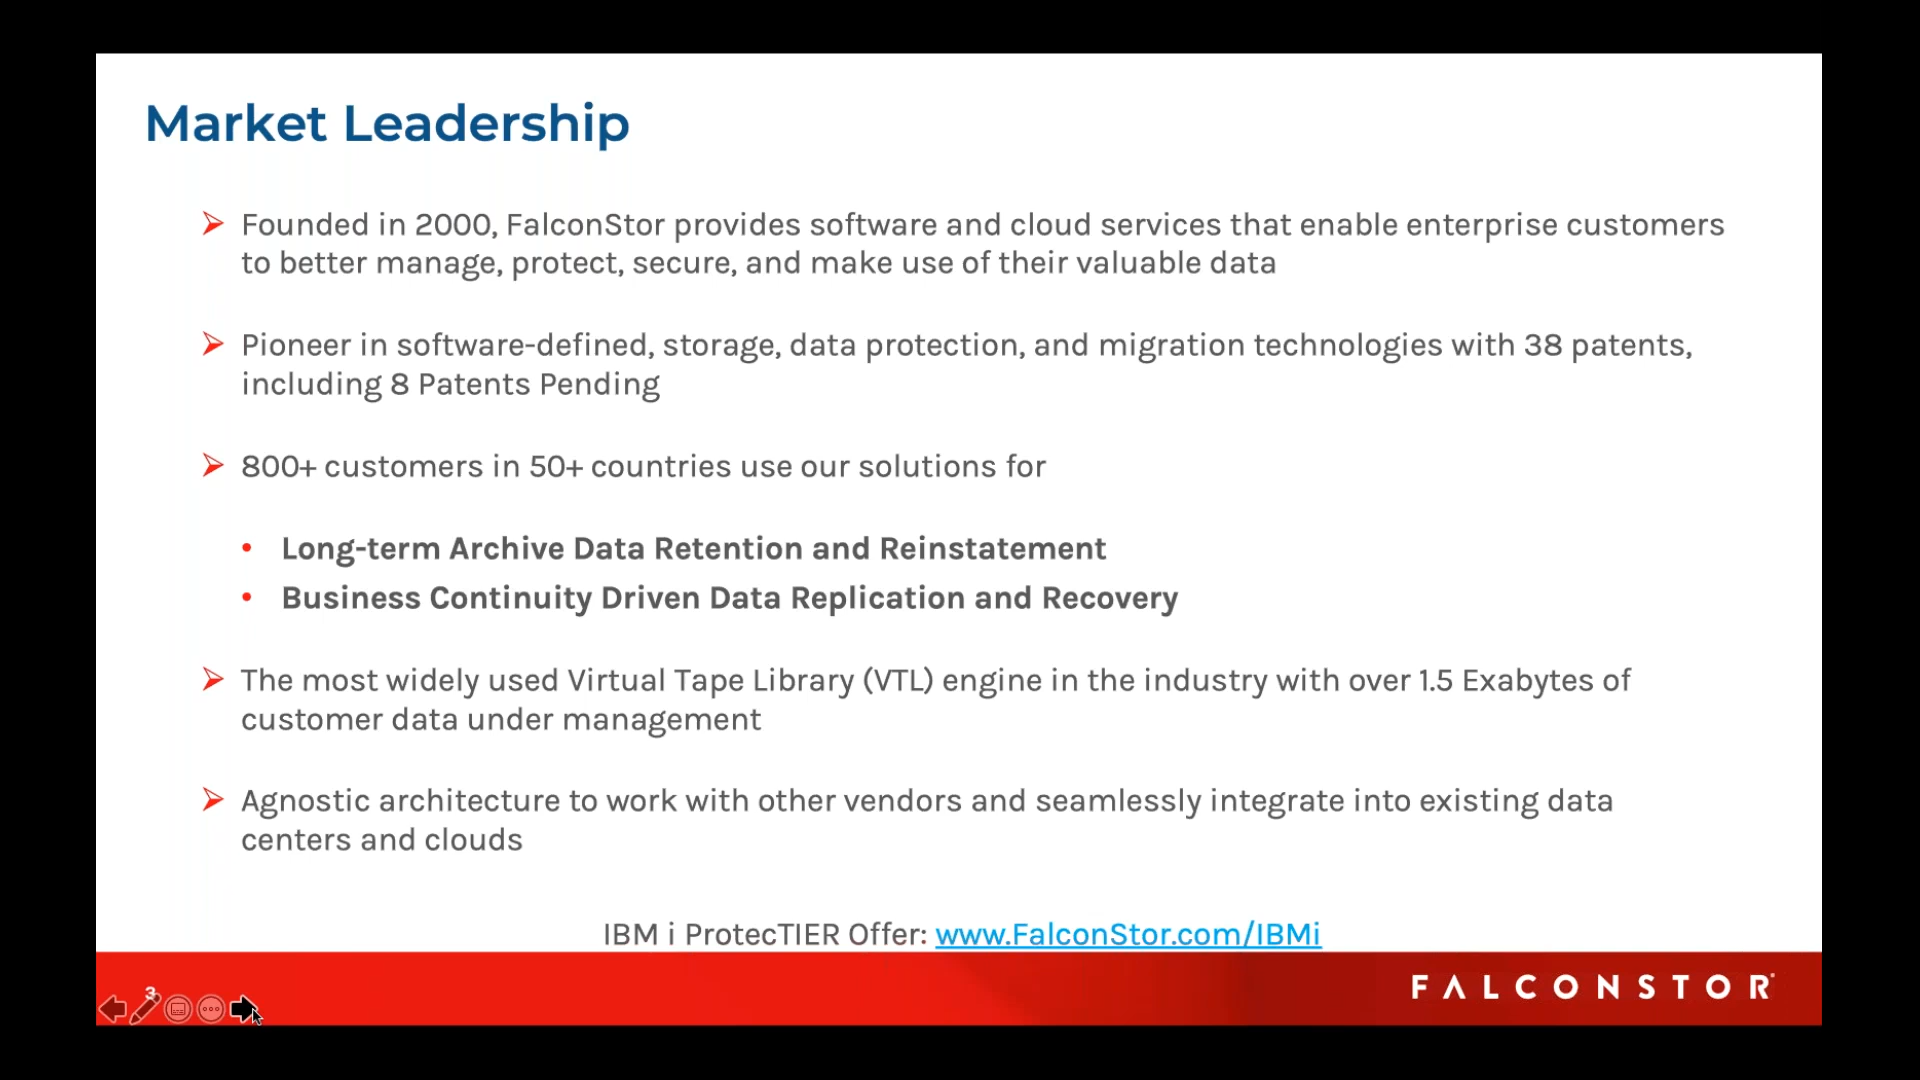 Market Leadership
Founded in 2000, FalconStor provides software and cloud services that enable enterprise customers
to better manage, protect, secure, and make use of their valuable data
Pioneer in software-defined, storage, data protection, and migration technologies with 38 patents,
including 8 Patents Pending
800+ customers in 50+ countries use our solutions for
Long-term Archive Data Retention and Reinstatement
Business Continuity Driven Data Replication and Recovery
The most widely used Virtual Tape Library (VTL) engine in the industry with over 1.5 Exabytes of
customer data under management
Agnostic architecture to work with other vendors and seamlessly integrate into existing data
centers and clouds
IBM i ProtecTIER Offer: www.FalconStor.com/IBMi
3
FALCONSTOR